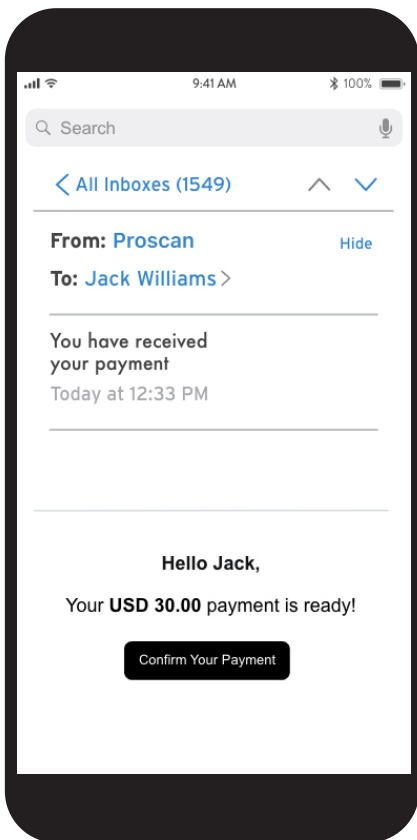 9:41 AM
100%
Search
All Inboxes (1549)
From: Proscan
Hide
To: Jack Williams
You have received
your payment
Today at 12:33 PM
Hello Jack,
Your USD 30.00 payment is ready!
Confirm Your Payment